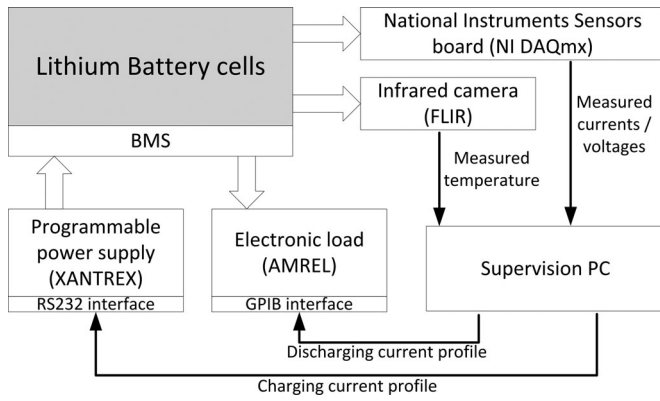 Lithium Battery cells
BMS
National Instruments Sensors
board (NI DAQmx)
Infrared camera
(FLIR)
Measured
currents /
voltages
Measured
temperature
Programmable
power supply
(XANTREX)
RS232 interface
Electronic load
(AMREL)
GPIB interface
Supervision PC
Discharging current profile
Charging current profile